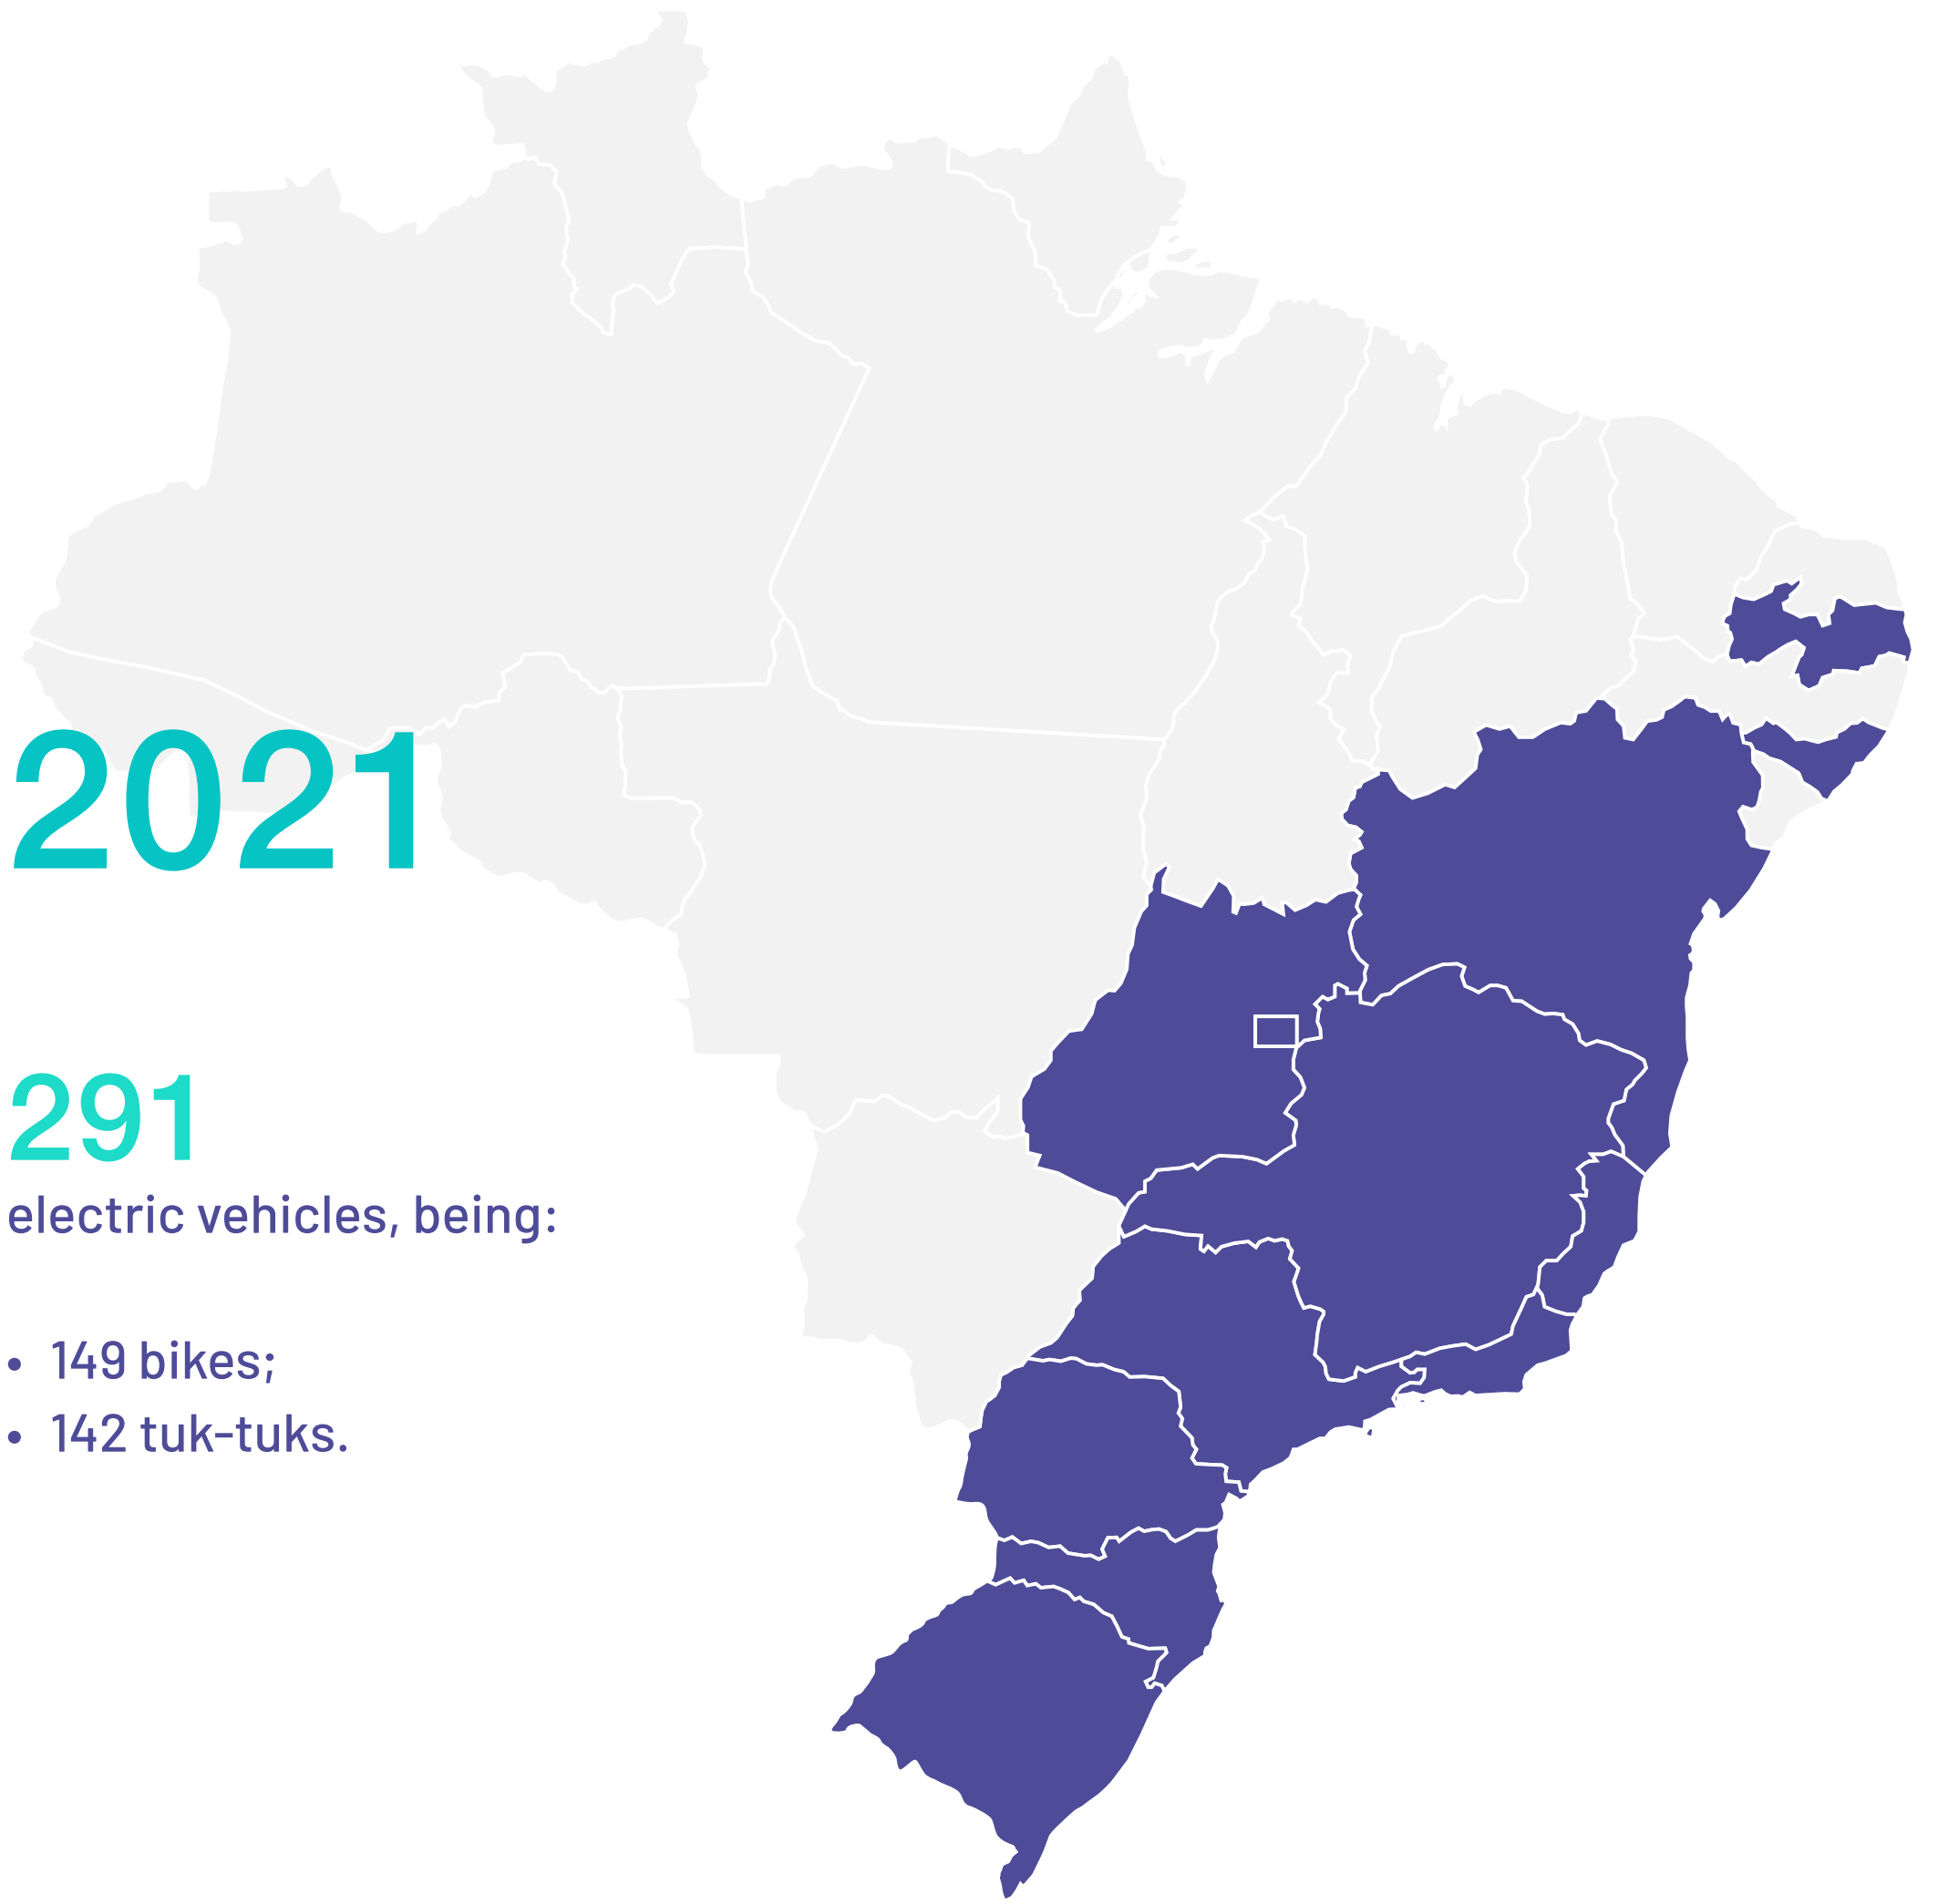 2021
291
electric vehicles, being:
• 149 bikes;
• 142 tuk-tuks.